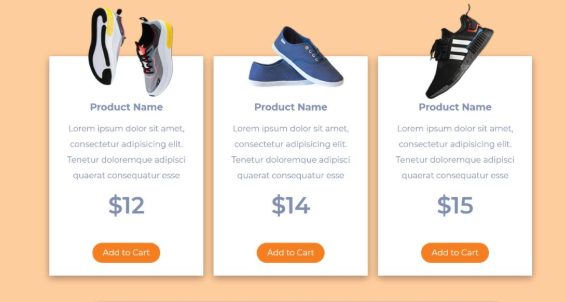 Product Name
Lorem ipsum dolor sit amet,
consectetur adipisicing elit.
Tenetur doloremque adipisci
quaerat consequatur esse
$12
Add to Cart
Product Name
Lorem ipsum dolor sit amet,
consectetur adipisicing elit.
Tenetur doloremque adipisci
quaerat consequatur esse
$14
Add to Cart
Product Name
Lorem ipsum dolor sit amet,
consectetur adipisicing elit.
Tenetur doloremque adipisci
quaerat consequatur esse
$15
Add to Cart